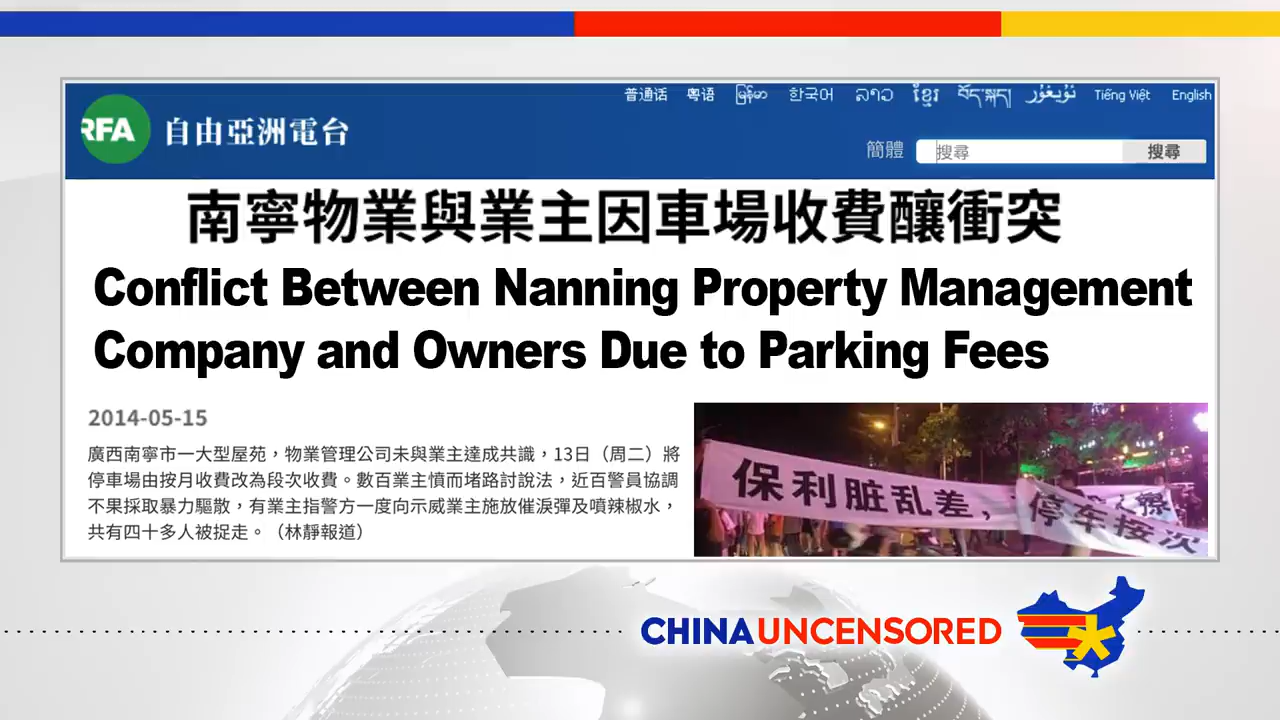 普通话 粤语 မြန်မာ 한국어 ລາວ ខ្មែរ བོད་སྐད། ئۇيغۇر Tiếng Việt English
RFA 自由亞洲電台
簡體 搜尋 搜尋
南寧物業與業主因車場收費釀衝突
Conflict Between Nanning Property Management
Company and Owners Due to Parking Fees
2014-05-15
廣西南寧市一大型屋苑，物業管理公司未與業主達成共識，13日（周二）將
停車場由按月收費改為段次收費。數百業主憤而堵路討說法，近百警員協調
不果採取暴力驅散，有業主指警方一度向示威業主施放催淚彈及噴辣椒水，
共有四十多人被捉走。（林靜報道）
保利脏乱差，
停车按次
CHINA UNCENSORED